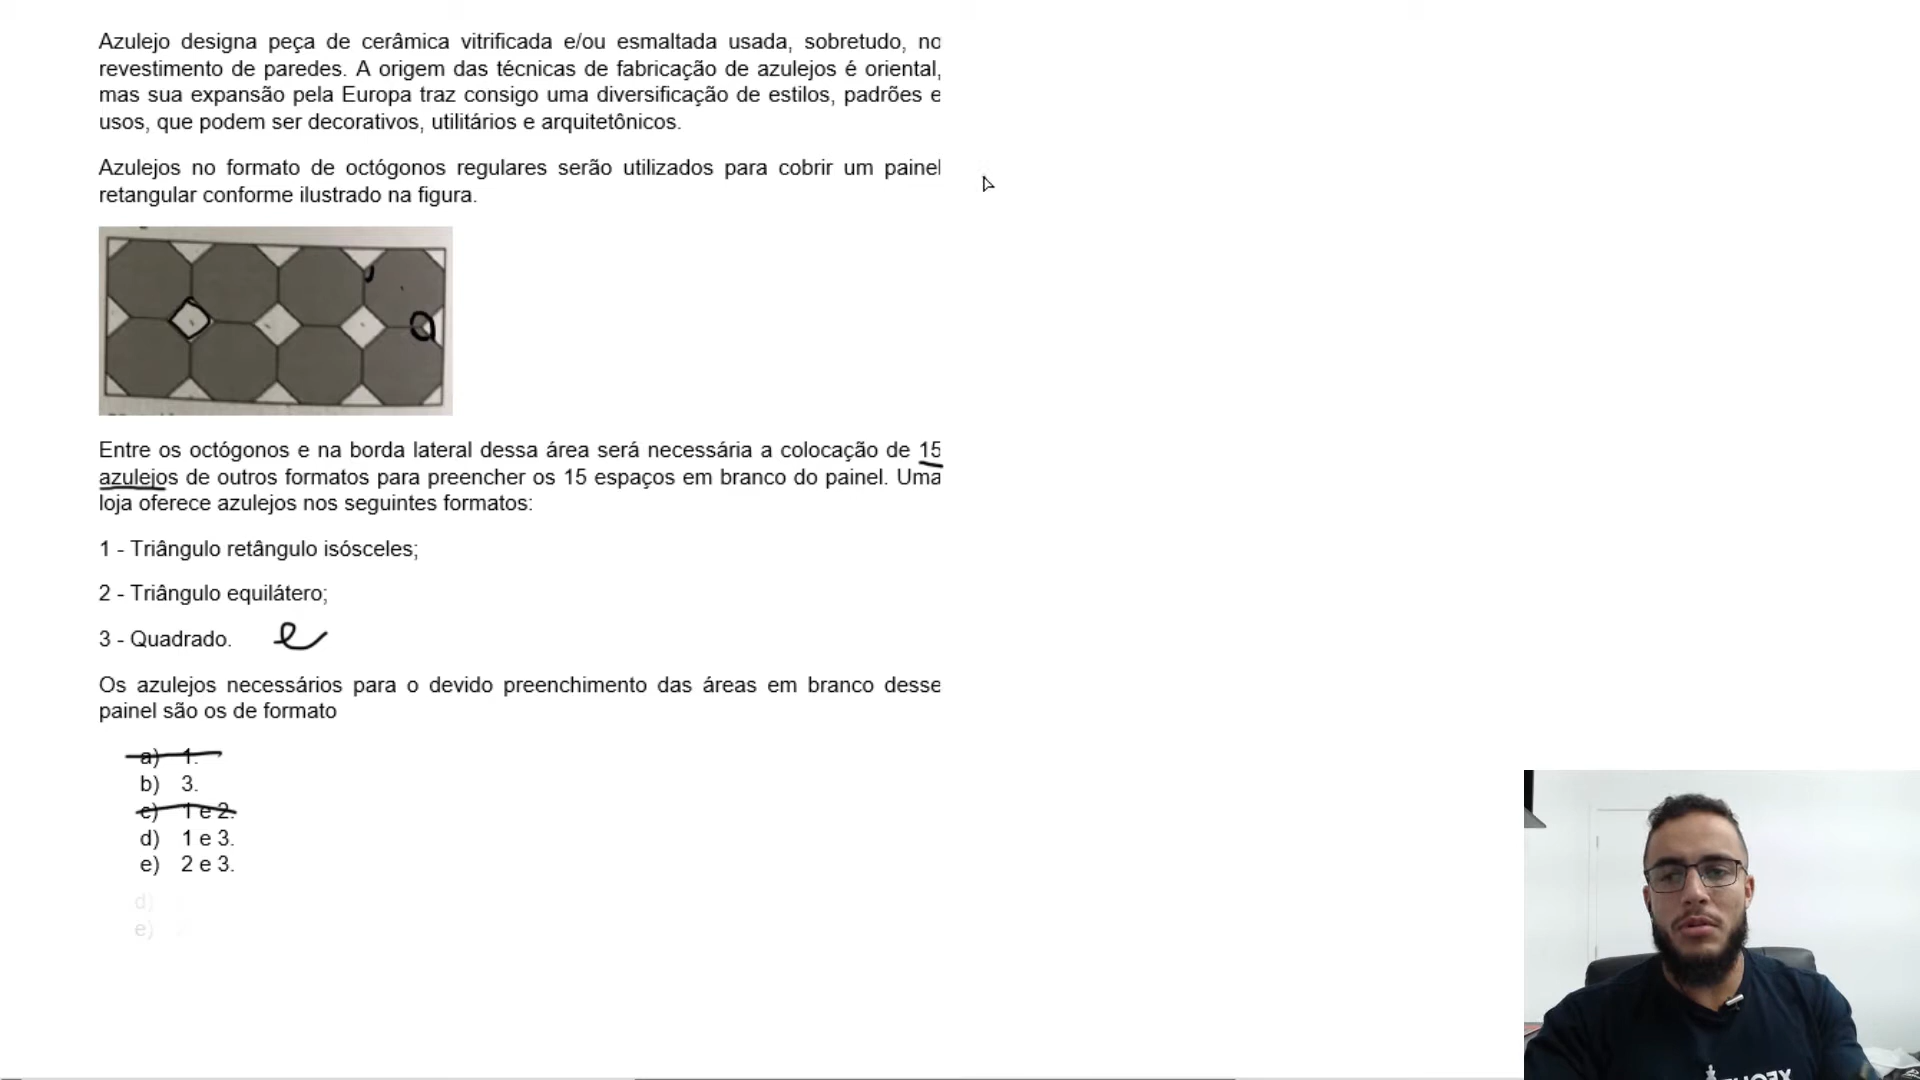 Azulejo designa peça de cerâmica vitrificada e/ou esmaltada usada, sobretudo, no
revestimento de paredes. A origem das técnicas de fabricação de azulejos é oriental,
mas sua expansão pela Europa traz consigo uma diversificação de estilos, padrões e
usos, que podem ser decorativos, utilitários e arquitetônicos.
Azulejos no formato de octógonos regulares serão utilizados para cobrir um painel
retangular conforme ilustrado na figura.
Entre os octógonos e na borda lateral dessa área será necessária a colocação de 15
azulejos de outros formatos para preencher os 15 espaços em branco do painel. Uma
loja oferece azulejos nos seguintes formatos:
1 - Triângulo retângulo isósceles;
2 - Triângulo equilátero;
3 - Quadrado. e
Os azulejos necessários para o devido preenchimento das áreas em branco desse
painel são os de formato
a) 1.
b) 3.
c) 1 e 2.
d) 1 e 3.
e) 2 e 3.
d)
e)